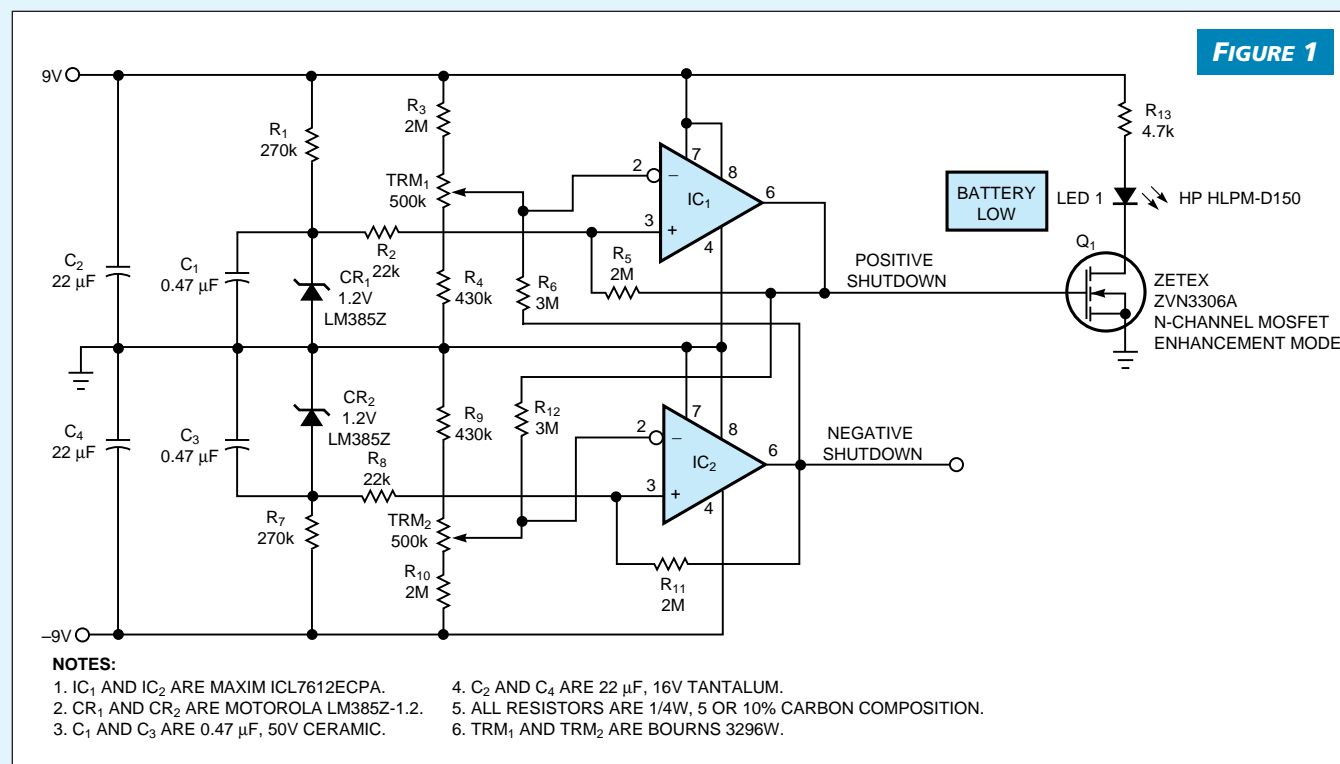 FIGURE 1
9V
R3
2M
R13
4.7k
R1
270k
7
2
8
−
TRM1
500k
IC1
6
BATTERY
LOW
LED 1
HP HLPM-D150
3
+
R2
22k
4
Q1
C2
22 µF
C1
0.47 µF
CR1
1.2V
LM385Z
R4
430k
R5
2M
R6
3M
POSITIVE
SHUTDOWN
ZETEX
ZVN3306A
N-CHANNEL MOSFET
ENHANCEMENT MODE
C4
22 µF
C3
0.47 µF
CR2
1.2V
LM385Z
R9
430k
R12
3M
7
2
8
−
IC2
6
NEGATIVE
SHUTDOWN
R8
22k
3
+
4
R7
270k
TRM2
500k
R10
2M
R11
2M
–9V
NOTES:
1. IC1 AND IC2 ARE MAXIM ICL7612ECPA.
2. CR1 AND CR2 ARE MOTOROLA LM385Z-1.2.
3. C1 AND C3 ARE 0.47 µF, 50V CERAMIC.
4. C2 AND C4 ARE 22 µF, 16V TANTALUM.
5. ALL RESISTORS ARE 1/4W, 5 OR 10% CARBON COMPOSITION.
6. TRM1 AND TRM2 ARE BOURNS 3296W.